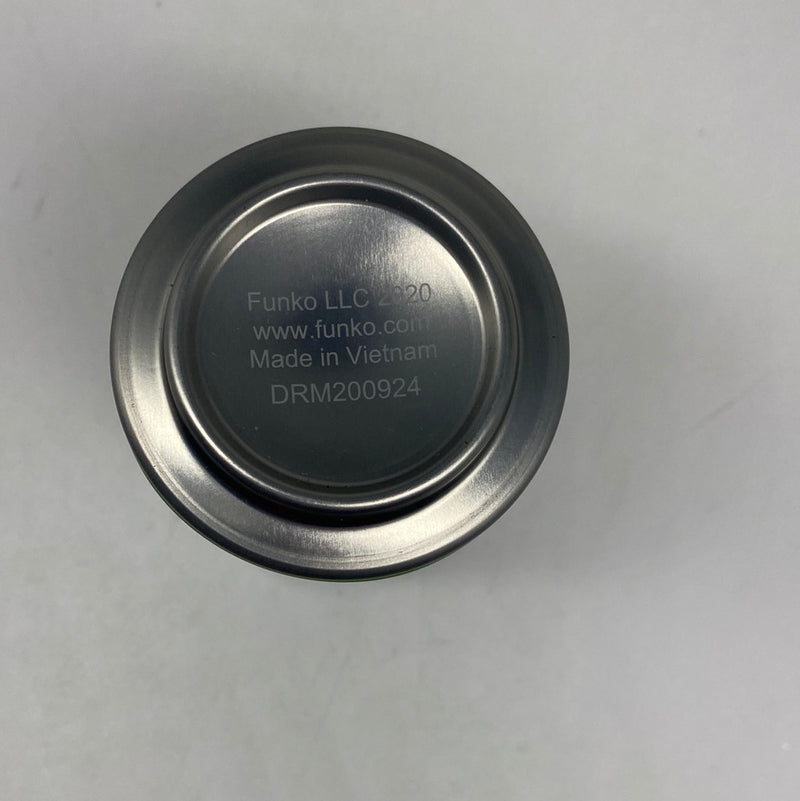 Funko LLC 2020
www.funko.com
Made in Vietnam
DRM200924